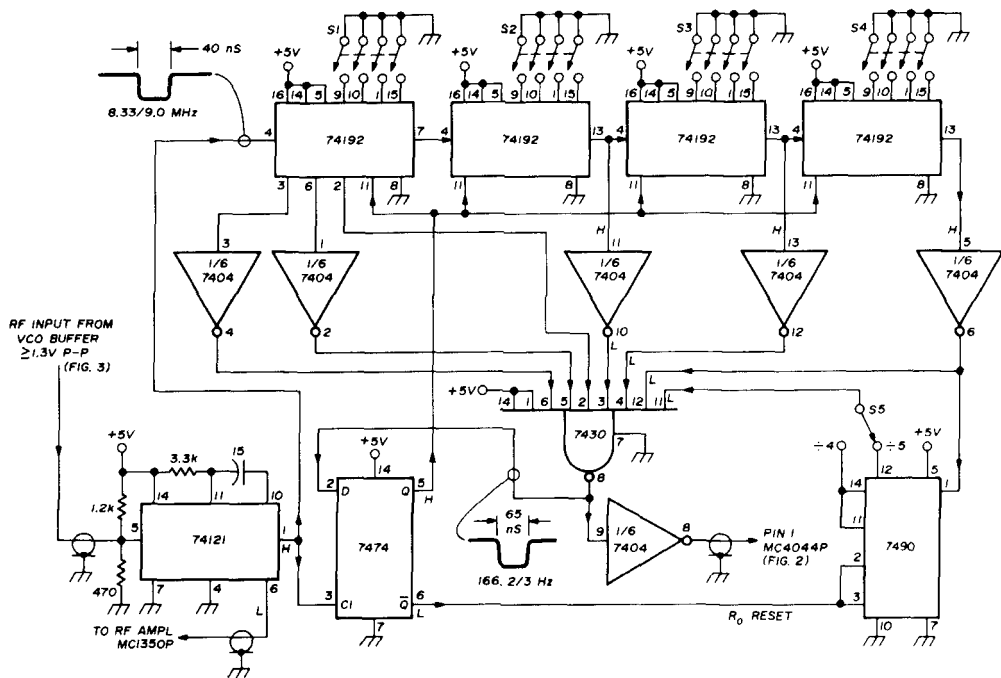 S1 S2 S3 S4
40 nS
+5V +5V +5V +5V
16 14 5 9 10 1 15 16 14 5 9 10 1 15 16 14 5 9 10 1 15 16 14 5 9 10 1 15
8.33/9.0 MHz
4 74192 7 4 74192 13 4 74192 13 4 74192 13
3 6 2 11 8 11 8 11 8 11 8
H H H
3 1 11 13 5
1/6 7404 1/6 7404 1/6 7404 1/6 7404 1/6 7404
4 2 10 12 6
L L L L
RF INPUT FROM
VCO BUFFER
≥1.3V P-P
(FIG. 3)
+5V 14 1 6 5 2 3 4 12 11
S5
7430 7
8
÷4 ÷5 +5V
+5V
3.3k 15
1.2k
14 11 10
5 74121 1
H
470
7 4 6
L
TO RF AMPL
MC1350P
+5V
14
2 D Q 5
H
7474
3 C1 Q̅ 6
L
7
65
nS
166.2/3 Hz
9 1/6 7404 8
PIN 1
MC4044P
(FIG. 2)
R0 RESET
14 12 5 1
11
7490
2
3
10 7